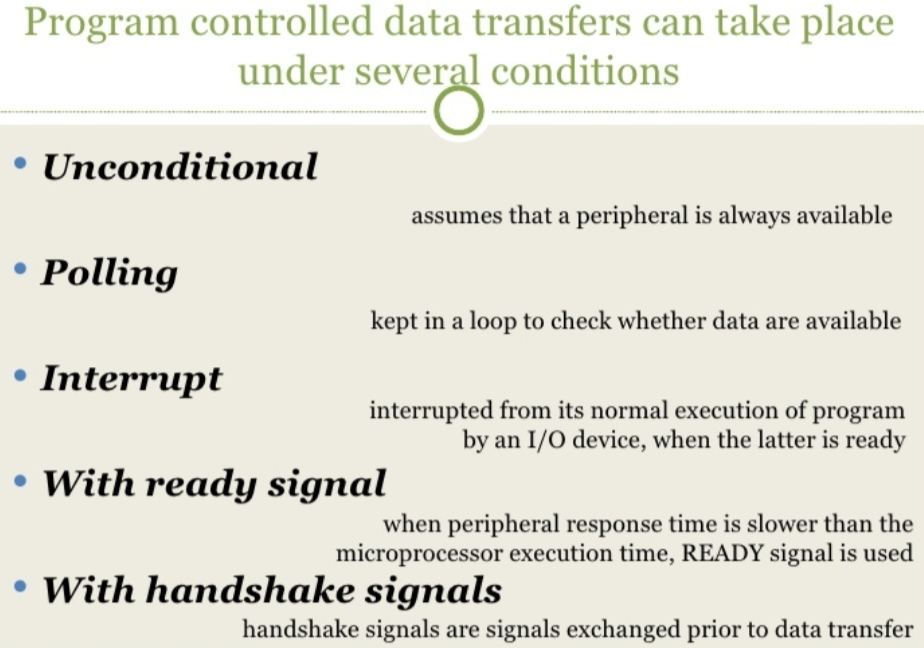 Program controlled data transfers can take place
under several conditions
• Unconditional
assumes that a peripheral is always available
• Polling
kept in a loop to check whether data are available
• Interrupt
interrupted from its normal execution of program
by an I/O device, when the latter is ready
• With ready signal
when peripheral response time is slower than the
microprocessor execution time, READY signal is used
• With handshake signals
handshake signals are signals exchanged prior to data transfer